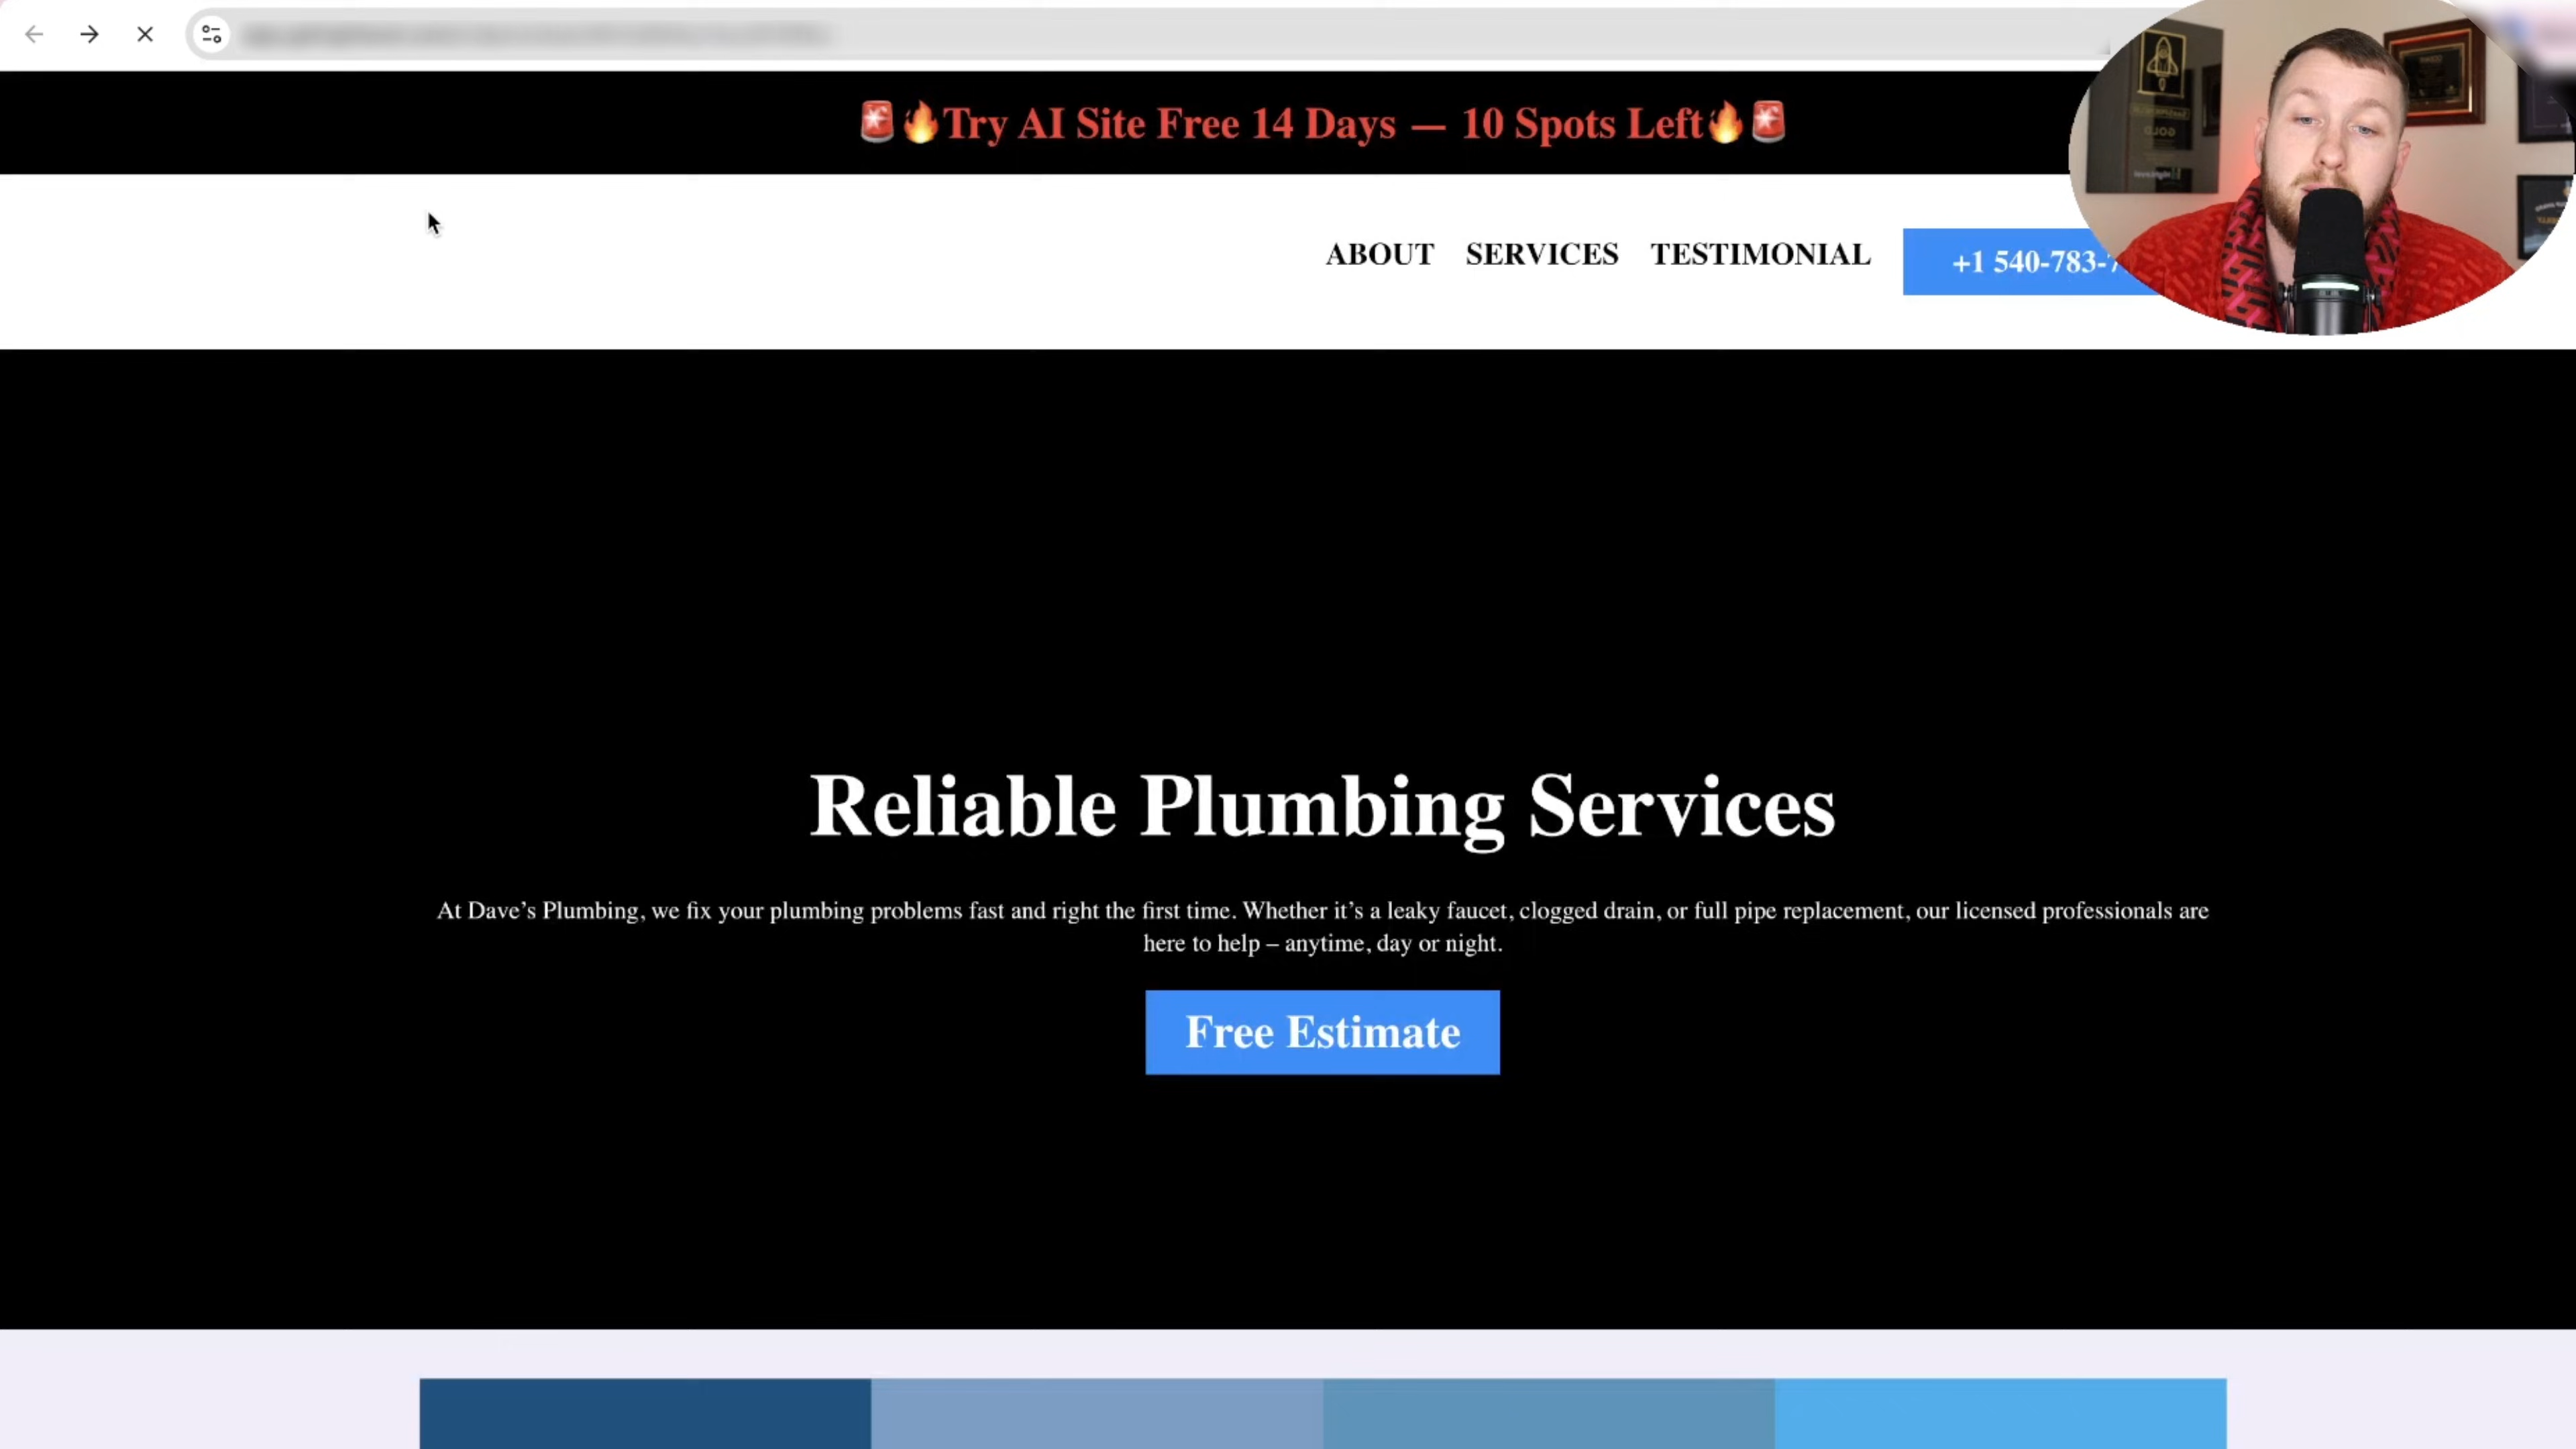 🚨🔥Try AI Site Free 14 Days — 10 Spots Left🔥🚨
ABOUT SERVICES TESTIMONIAL
+1 540-783-
Reliable Plumbing Services
At Dave’s Plumbing, we fix your plumbing problems fast and right the first time. Whether it’s a leaky faucet, clogged drain, or full pipe replacement, our licensed professionals are
here to help – anytime, day or night.
Free Estimate